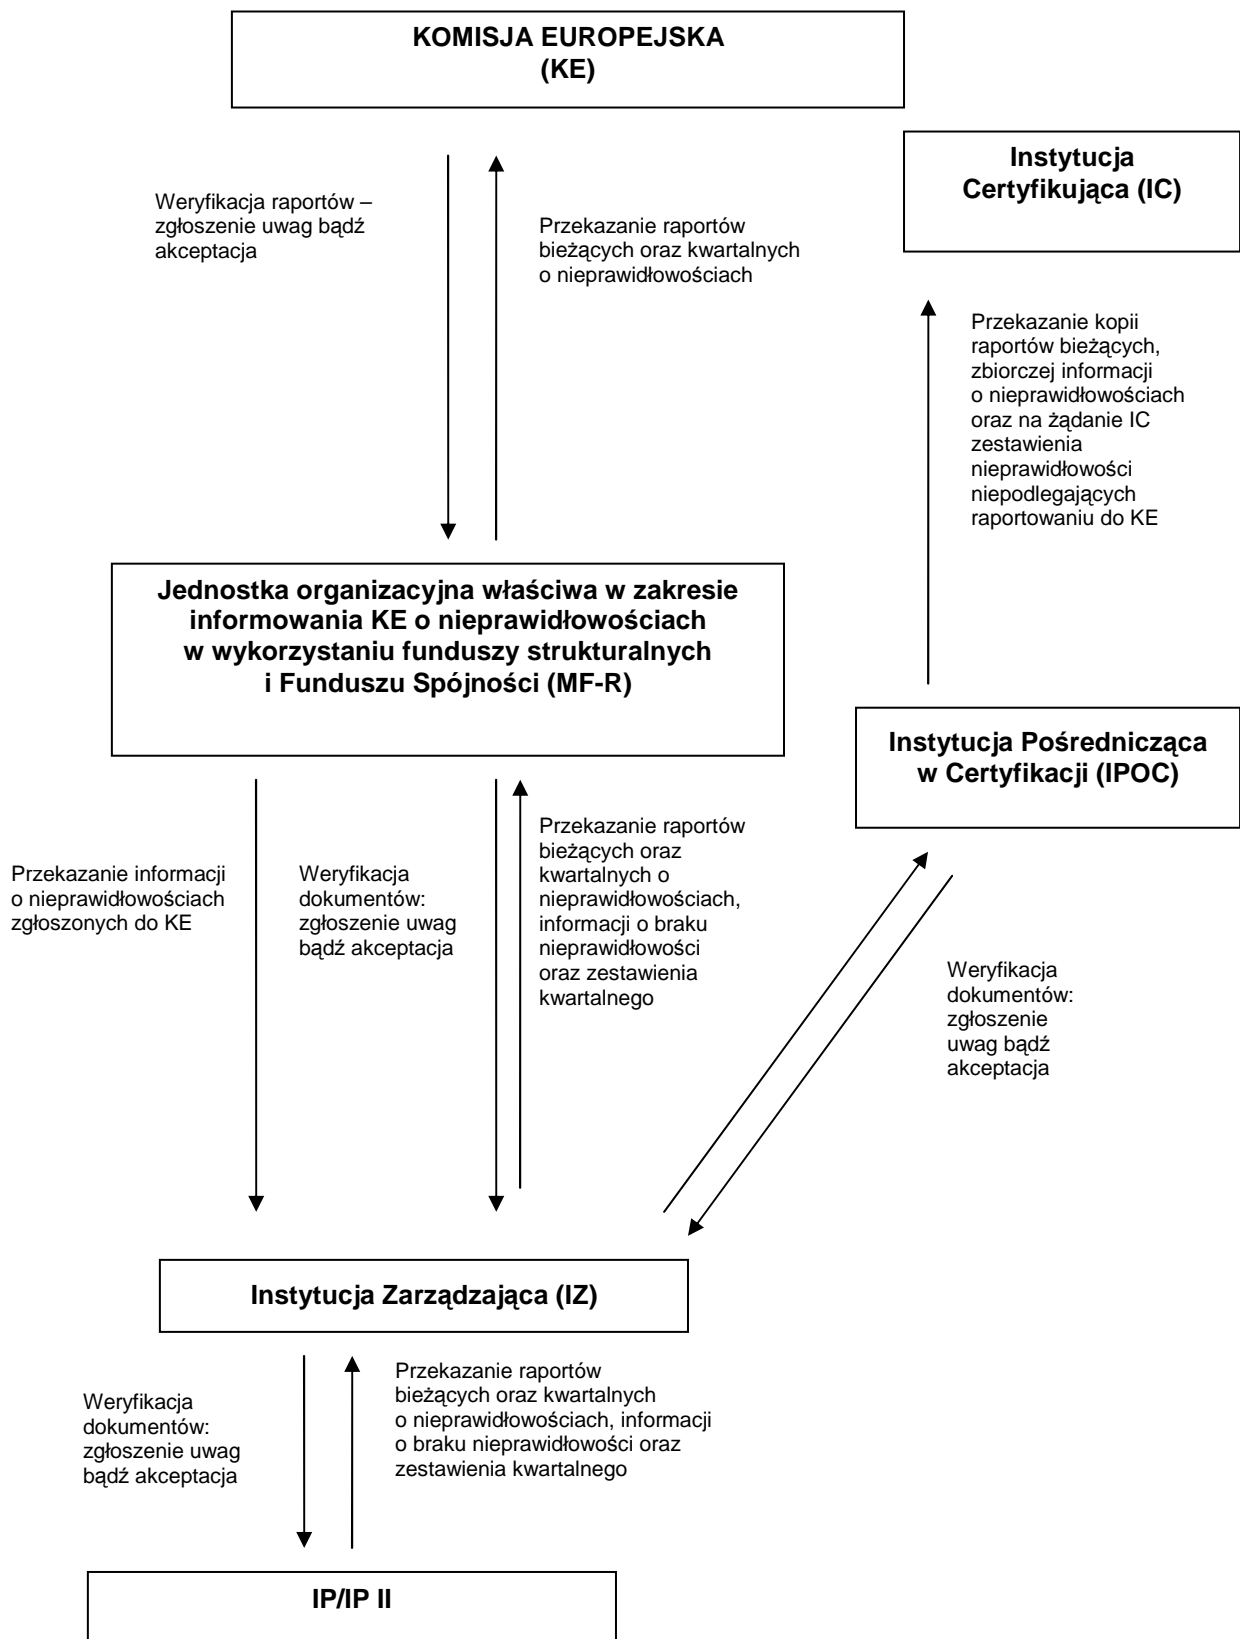 KOMISJA EUROPEJSKA
(KE)
Instytucja
Certyfikująca (IC)
Weryfikacja raportów –
zgłoszenie uwag bądź
akceptacja
Przekazanie raportów
bieżących oraz kwartalnych
o nieprawidłowościach
Przekazanie kopii
raportów bieżących,
zbiorczej informacji
o nieprawidłowościach
oraz na żądanie IC
zestawienia
nieprawidłowości
niepodlegających
raportowaniu do KE
Jednostka organizacyjna właściwa w zakresie
informowania KE o nieprawidłowościach
w wykorzystaniu funduszy strukturalnych
i Funduszu Spójności (MF-R)
Instytucja Pośrednicząca
w Certyfikacji (IPOC)
Przekazanie informacji
o nieprawidłowościach
zgłoszonych do KE
Weryfikacja
dokumentów:
zgłoszenie uwag
bądź akceptacja
Przekazanie raportów
bieżących oraz
kwartalnych o
nieprawidłowościach,
informacji o braku
nieprawidłowości
oraz zestawienia
kwartalnego
Weryfikacja
dokumentów:
zgłoszenie
uwag bądź
akceptacja
Instytucja Zarządzająca (IZ)
Weryfikacja
dokumentów:
zgłoszenie uwag
bądź akceptacja
Przekazanie raportów
bieżących oraz kwartalnych
o nieprawidłowościach, informacji
o braku nieprawidłowości oraz
zestawienia kwartalnego
IP/IP II